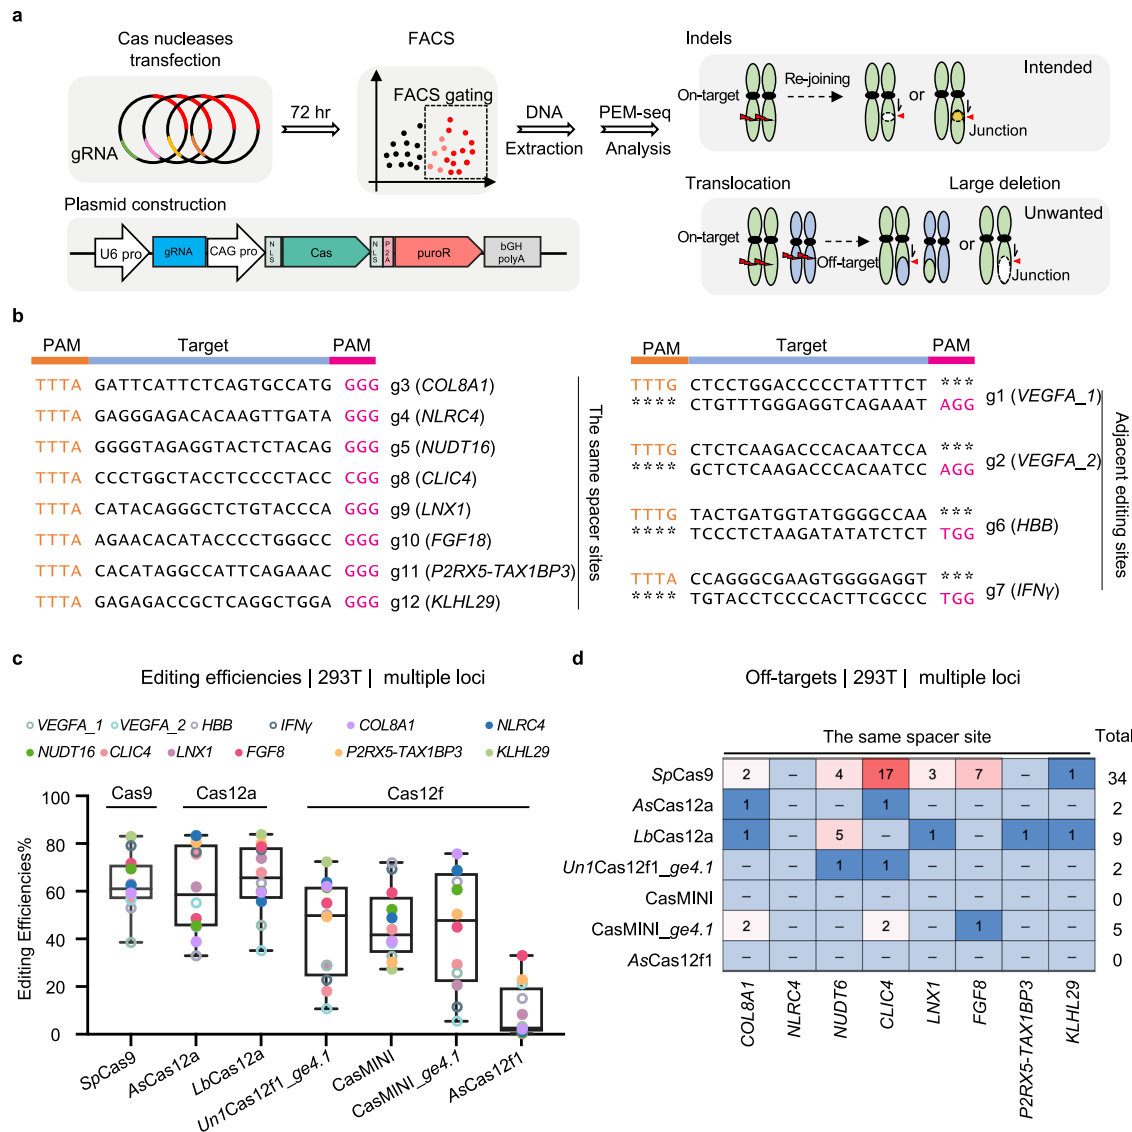 a
Cas nucleases
transfection
gRNA
72 hr
FACS
FACS gating
DNA
Extraction
PEM-seq
Analysis
Indels
Intended
On-target
Re-joining
or
Junction
Translocation
Large deletion
Unwanted
On-target
Off-target
or
Junction
Plasmid construction
U6 pro
gRNA
CAG pro
NLS
Cas
NLS
P2A
puroR
bGH
polyA
b
PAM Target PAM
TTTA GATTCATTCTCAGTGCCATG GGG g3 (COL8A1)
TTTA GAGGGAGACACAAGTTGATA GGG g4 (NLRC4)
TTTA GGGGTAGAGGTACTCTACAG GGG g5 (NUDT16)
TTTA CCCTGGCTACCTCCCCTACC CGG g8 (CLIC4)
TTTA CATACAGGGCTCTGTACCCA GGG g9 (LNX1)
TTTA AGAACACATACCCCTGGGCC GGG g10 (FGF18)
TTTA CACATAGGCCATTCAGAAAC GGG g11 (P2RX5-TAX1BP3)
TTTA GAGAGACCGCTCAGGCTGGA GGG g12 (KLHL29)
The same spacer sites
PAM Target PAM
TTTG CTCCTGGACCCCCTATTTCT ***
**** CTGTTTGGGAGGTCAGAAAT AGG
g1 (VEGFA_1)
TTTG CTCTCAAGACCCACAATCCA ***
**** GCTCTCAAGACCCACAATCC AGG
g2 (VEGFA_2)
TTTG TACTGATGGTATGGGGCCAA ***
**** TCCCTCTAAGATATATCTCT TGG
g6 (HBB)
TTTA CCAGGGCGAAGTGGGGAGGT ***
**** TGTACCTCCCCACTTCGCCC TGG
g7 (IFNγ)
Adjacent editing sites
c
Editing efficiencies | 293T | multiple loci
VEGFA_1 VEGFA_2 HBB IFNγ COL8A1 NLRC4
NUDT16 CLIC4 LNX1 FGF8 P2RX5-TAX1BP3 KLHL29
Cas9 Cas12a Cas12f
Editing Efficiencies%
100
80
60
40
20
0
SpCas9
AsCas12a
LbCas12a
Un1Cas12f1_ge4.1
CasMINI
CasMINI_ge4.1
AsCas12f1
d
Off-targets | 293T | multiple loci
The same spacer site Total
SpCas9 2 – 4 17 3 7 – 1 34
AsCas12a 1 – – 1 – – – – 2
LbCas12a 1 – 5 – 1 – 1 1 9
Un1Cas12f1_ge4.1 – – 1 1 – – – – 2
CasMINI – – – – – – – – 0
CasMINI_ge4.1 2 – – 2 – 1 – – 5
AsCas12f1 – – – – – – – – 0
COL8A1
NLRC4
NUDT6
CLIC4
LNX1
FGF8
P2RX5-TAX1BP3
KLHL29